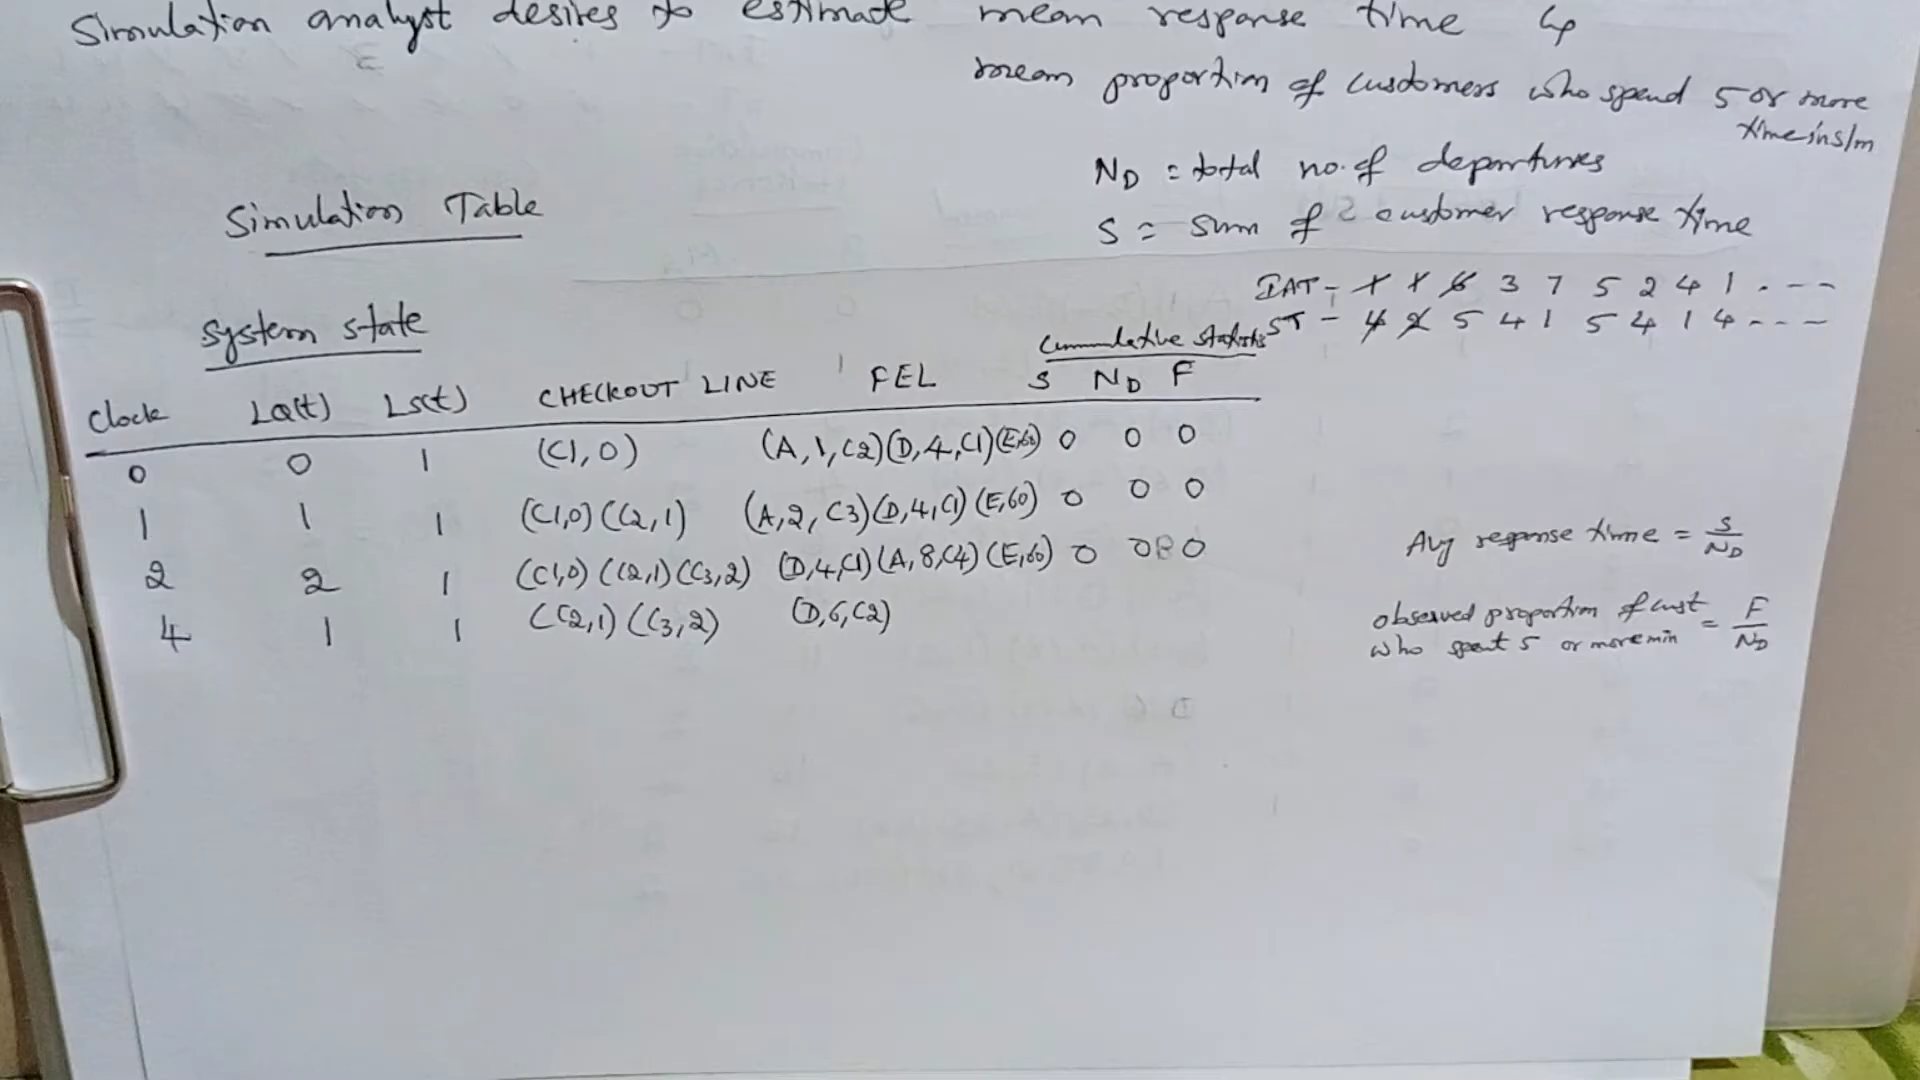 Simulation analyst desires to estimate mean response time &
mean proportion of customers who spend 5 or more
time in s/m
ND = total no. of departures
S = sum of customer response time
Simulation Table
IAT - 1 1 6 3 7 5 2 4 1 . - -
ST - 4 2 5 4 1 5 4 1 4 - - -
System state
Cummulative Statistics
Clock LQ(t) LS(t) CHECKOUT LINE FEL S ND F
0 0 1 (C1,0) (A,1,C2)(D,4,C1)(E,60) 0 0 0
1 1 1 (C1,0)(C2,1) (A,2,C3)(D,4,C1)(E,60) 0 0 0
2 2 1 (C1,0)(C2,1)(C3,2) (D,4,C1)(A,8,C4)(E,60) 0 0 0
4 1 1 (C2,1)(C3,2) (D,6,C2)
Avg response time = S/ND
observed proportion of cust
who spent 5 or more min = F/ND